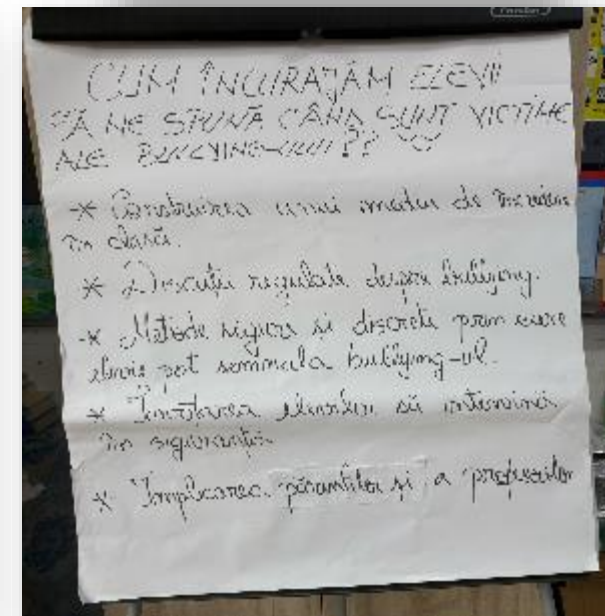 CUM ÎNCURAJĂM ELEVII
SĂ NE SPUNĂ CÂND SUNT VICTIME
ALE BULLYING-ULUI??
* Construirea unui mediu de încredere
în clasă.
* Discuții regulate despre bullying.
* Metode sigure si discrete prin care
elevii pot semnala bullying-ul.
* Învățarea elevilor să intervină
în siguranță
* Implicarea părintilor și a profesorilor